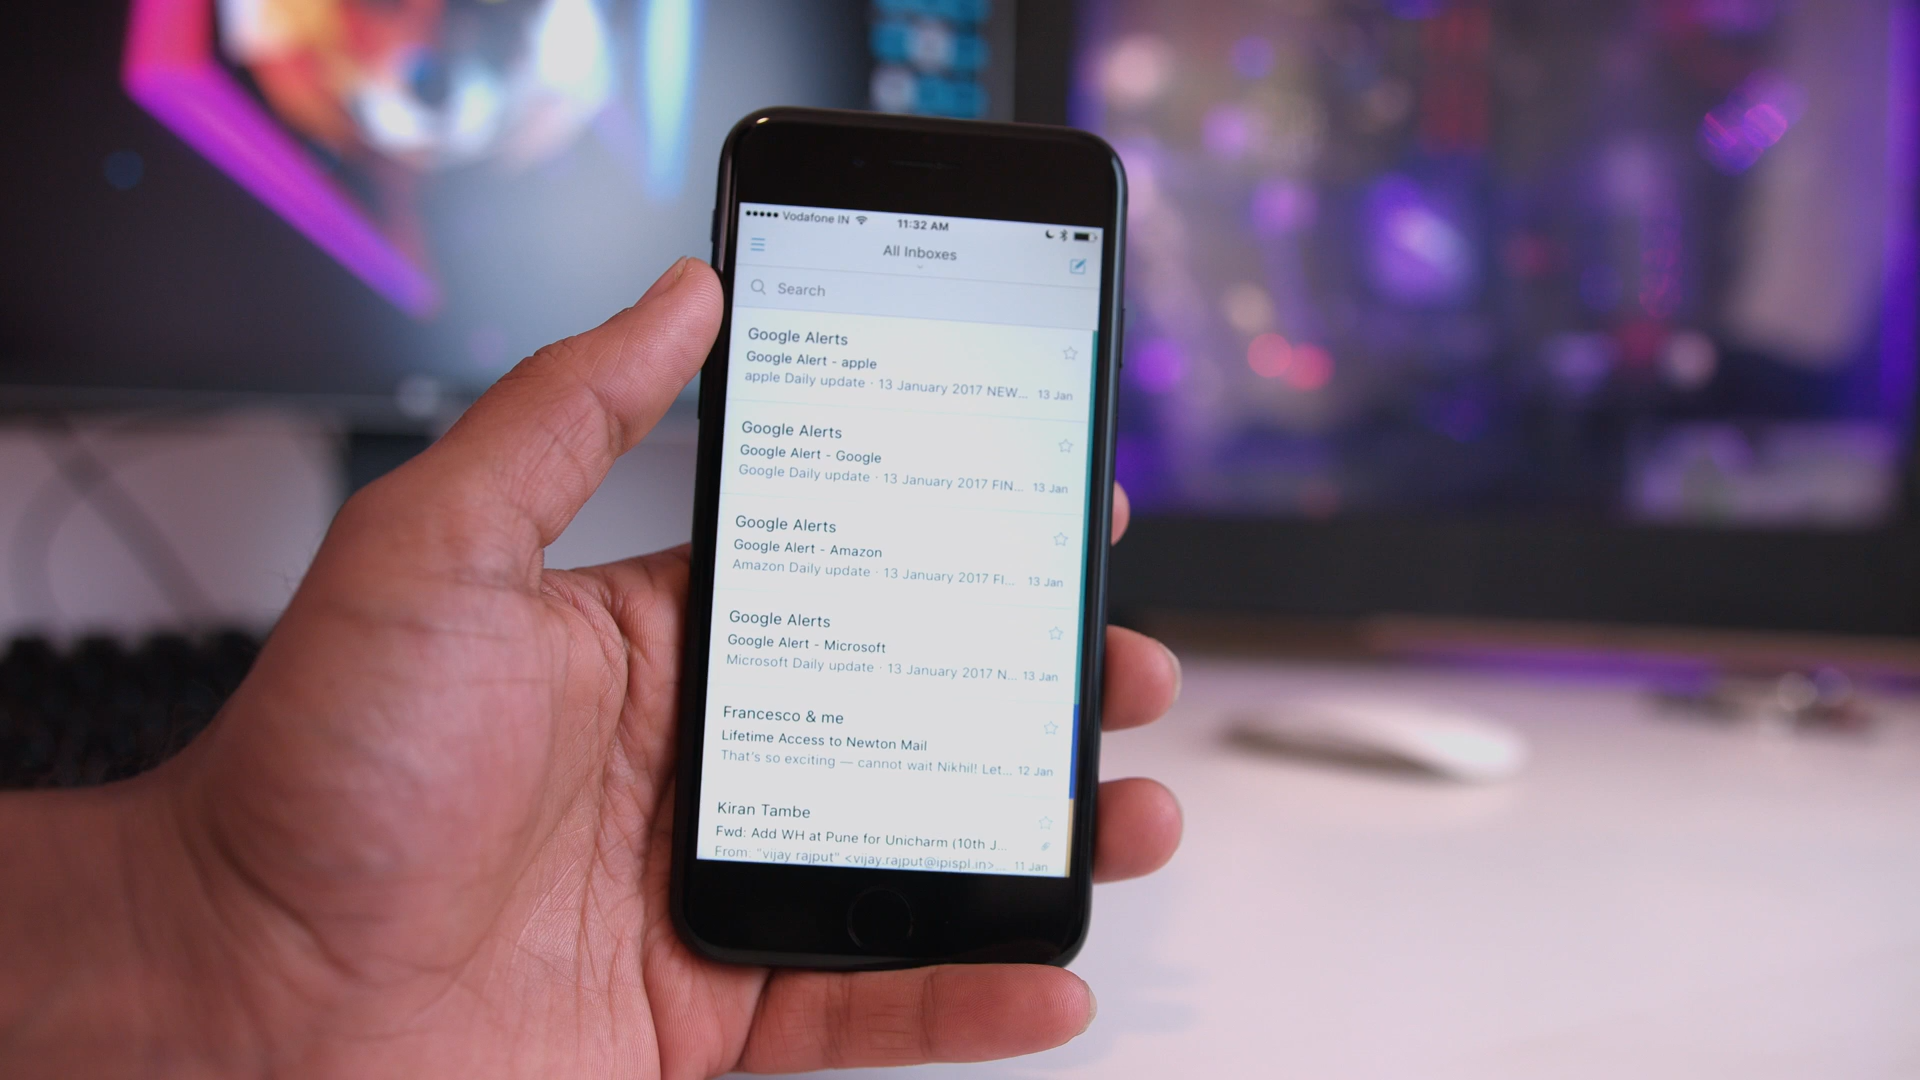 Vodafone IN 11:32 AM
All Inboxes
Search
Google Alerts
Google Alert - apple
apple Daily update · 13 January 2017 NEW... 13 Jan
Google Alerts
Google Alert - Google
Google Daily update · 13 January 2017 FIN... 13 Jan
Google Alerts
Google Alert - Amazon
Amazon Daily update · 13 January 2017 FI... 13 Jan
Google Alerts
Google Alert - Microsoft
Microsoft Daily update · 13 January 2017 N... 13 Jan
Francesco & me
Lifetime Access to Newton Mail
That's so exciting — cannot wait Nikhil! Let... 12 Jan
Kiran Tambe
Fwd: Add WH at Pune for Unicharm (10th J...
From: "vijay rajput" <vijay.rajput@ipispl.in>... 11 Jan